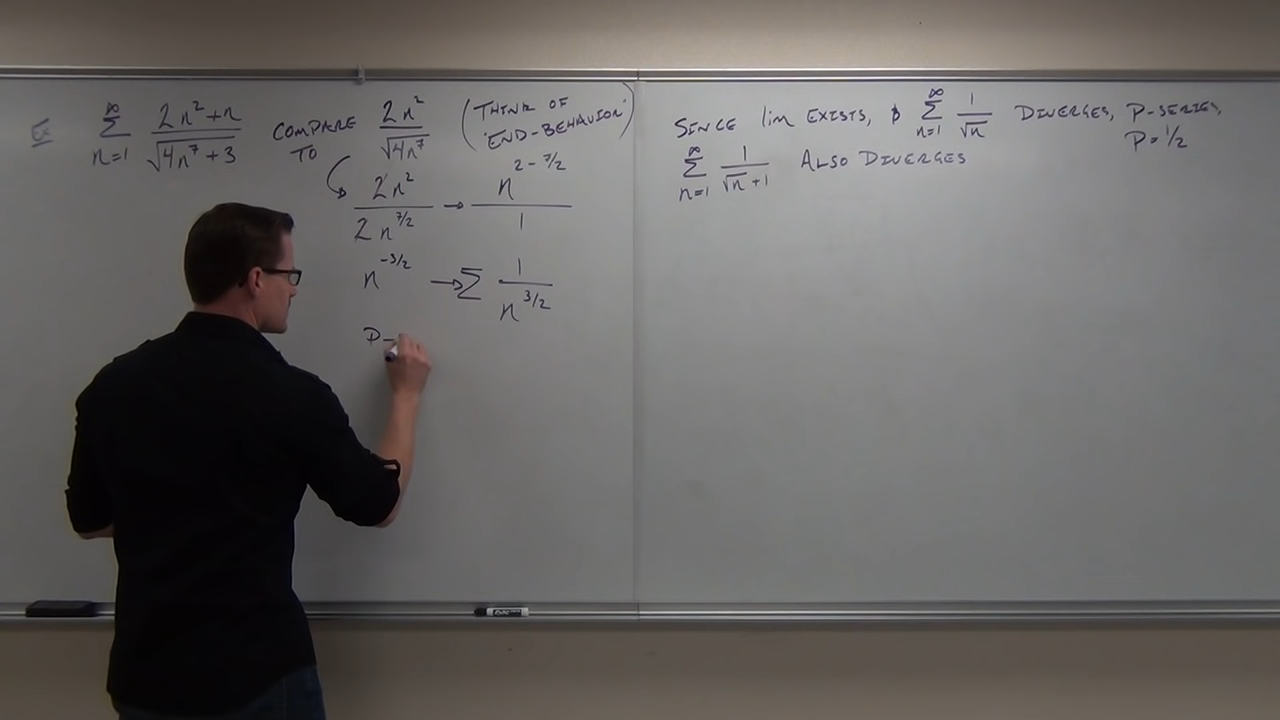 Ex ∞∑n=1 (2n² + n)/√(4n⁷ + 3) COMPARE TO 2n²/√(4n⁷) (THINK OF "END-BEHAVIOR")
2n²/2n^(7/2) → n^(2 - 7/2)/1
n^(-3/2) → ∑ 1/n^(3/2)
P-
SINCE lim EXISTS, & ∞∑n=1 1/√n DIVERGES, P-SERIES, P = 1/2
∞∑n=1 1/(√n + 1) ALSO DIVERGES